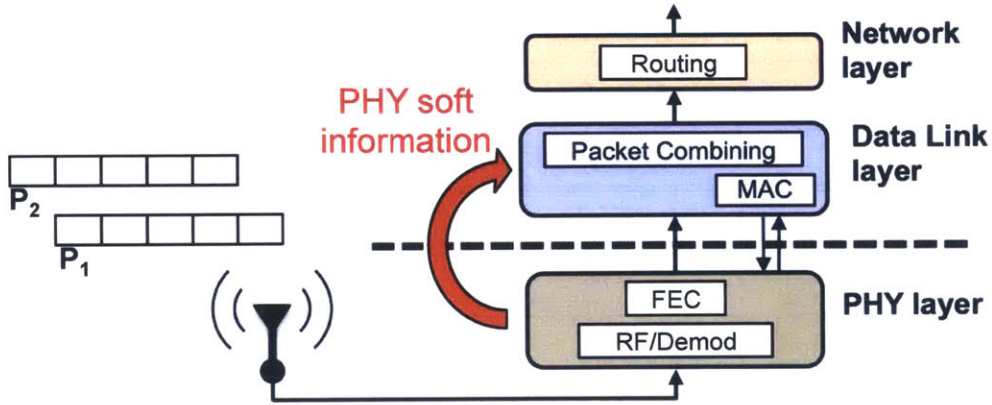 Network
layer
Routing
PHY soft
information
Packet Combining
MAC
Data Link
layer
P2
P1
FEC
RF/Demod
PHY layer